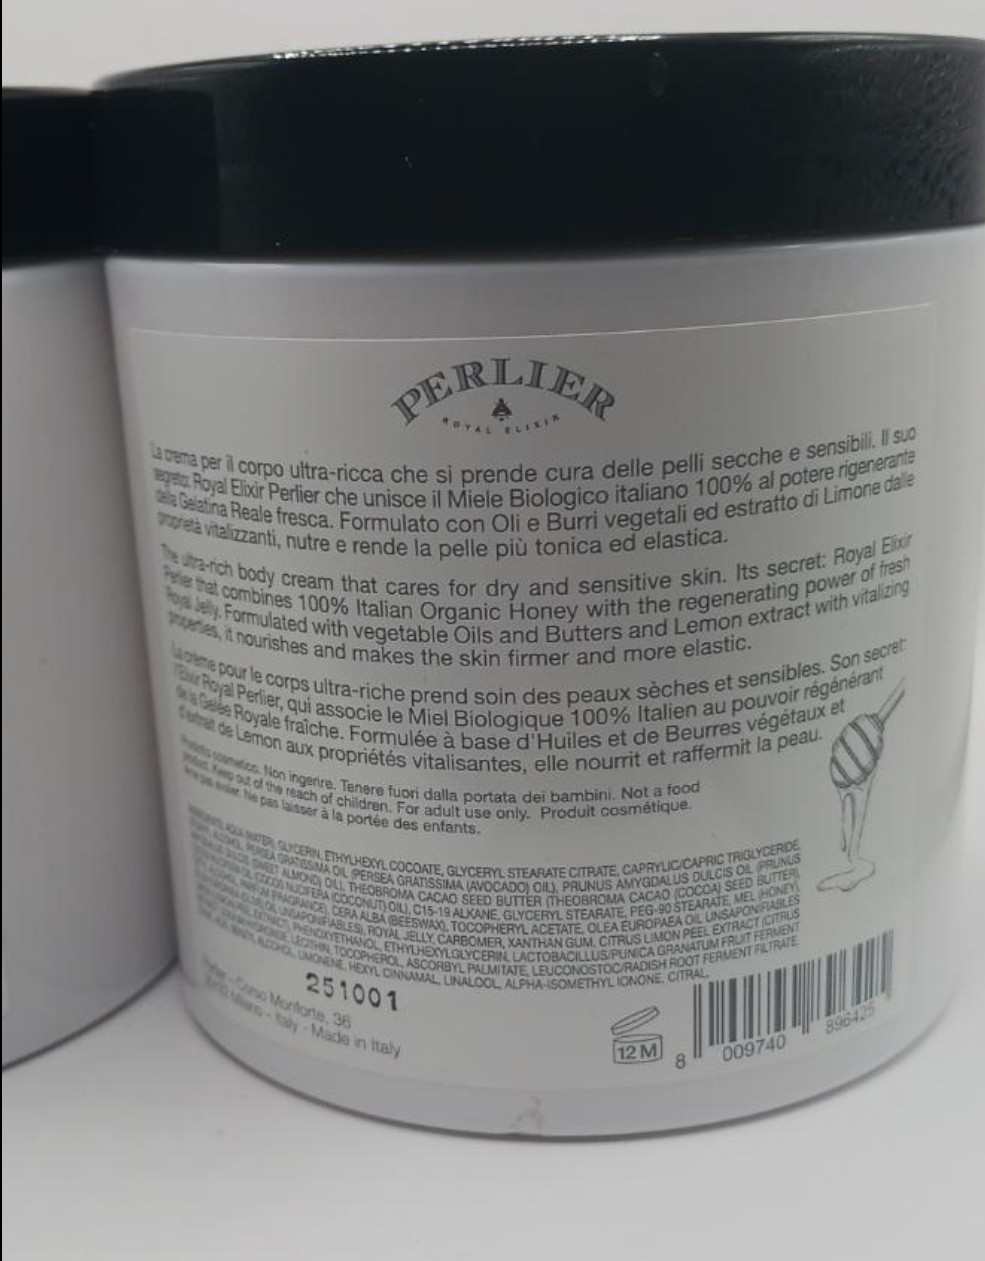 PERLIER
ROYAL ELIXIR
La crema per il corpo ultra-ricca che si prende cura delle pelli secche e sensibili. Il suo
segreto: Royal Elixir Perlier che unisce il Miele Biologico italiano 100% al potere rigenerante
della Gelatina Reale fresca. Formulato con Oli e Burri vegetali ed estratto di Limone dalle
proprietà vitalizzanti, nutre e rende la pelle più tonica ed elastica.
The ultra-rich body cream that cares for dry and sensitive skin. Its secret: Royal Elixir
Perlier that combines 100% Italian Organic Honey with the regenerating power of fresh
Royal Jelly. Formulated with vegetable Oils and Butters and Lemon extract with vitalizing
properties, it nourishes and makes the skin firmer and more elastic.
La crème pour le corps ultra-riche prend soin des peaux sèches et sensibles. Son secret:
l'Elixir Royal Perlier, qui associe le Miel Biologique 100% Italien au pouvoir régénérant
de la Gelée Royale fraîche. Formulée à base d'Huiles et de Beurres végétaux et
d'extrait de Lemon aux propriétés vitalisantes, elle nourrit et raffermit la peau.
Prodotto cosmetico. Non ingerire. Tenere fuori dalla portata dei bambini. Not a food
product. Keep out of the reach of children. For adult use only. Produit cosmétique.
Ne pas laisser à la portée des enfants.
AQUA (WATER), GLYCERIN, ETHYLHEXYL COCOATE, GLYCERYL STEARATE CITRATE, CAPRYLIC/CAPRIC TRIGLYCERIDE,
ALCOHOL, PERSEA GRATISSIMA OIL (PERSEA GRATISSIMA (AVOCADO) OIL), PRUNUS AMYGDALUS DULCIS OIL (PRUNUS
DULCIS (SWEET ALMOND) OIL), THEOBROMA CACAO SEED BUTTER (THEOBROMA CACAO (COCOA) SEED BUTTER),
(COCOS NUCIFERA (COCONUT) OIL), C15-19 ALKANE, GLYCERYL STEARATE, PEG-90 STEARATE, MEL (HONEY),
PARFUM (FRAGRANCE), CERA ALBA (BEESWAX), TOCOPHERYL ACETATE, OLEA EUROPAEA OIL UNSAPONIFIABLES
OIL UNSAPONIFIABLES), ROYAL JELLY, CARBOMER, XANTHAN GUM, CITRUS LIMON PEEL EXTRACT (CITRUS
EXTRACT), PHENOXYETHANOL, ETHYLHEXYLGLYCERIN, LACTOBACILLUS/PUNICA GRANATUM FRUIT FERMENT
LECITHIN, TOCOPHEROL, ASCORBYL PALMITATE, LEUCONOSTOC/RADISH ROOT FERMENT FILTRATE,
ALCOHOL, LIMONENE, HEXYL CINNAMAL, LINALOOL, ALPHA-ISOMETHYL IONONE, CITRAL.
251001
Corso Monforte, 36
Milano - Italy - Made in Italy
12 M
8 009740 896425